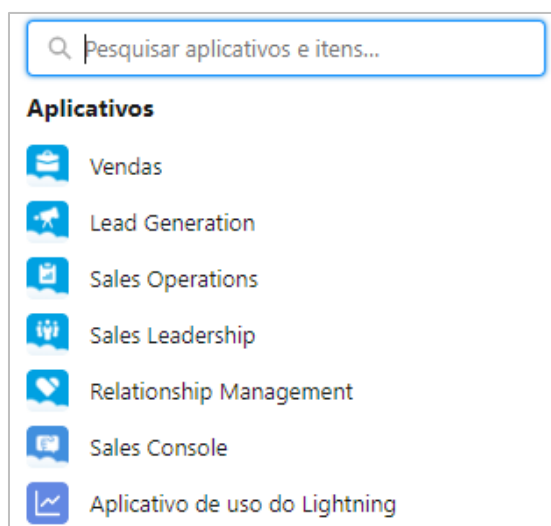 Pesquisar aplicativos e itens...
Aplicativos
Vendas
Lead Generation
Sales Operations
Sales Leadership
Relationship Management
Sales Console
Aplicativo de uso do Lightning